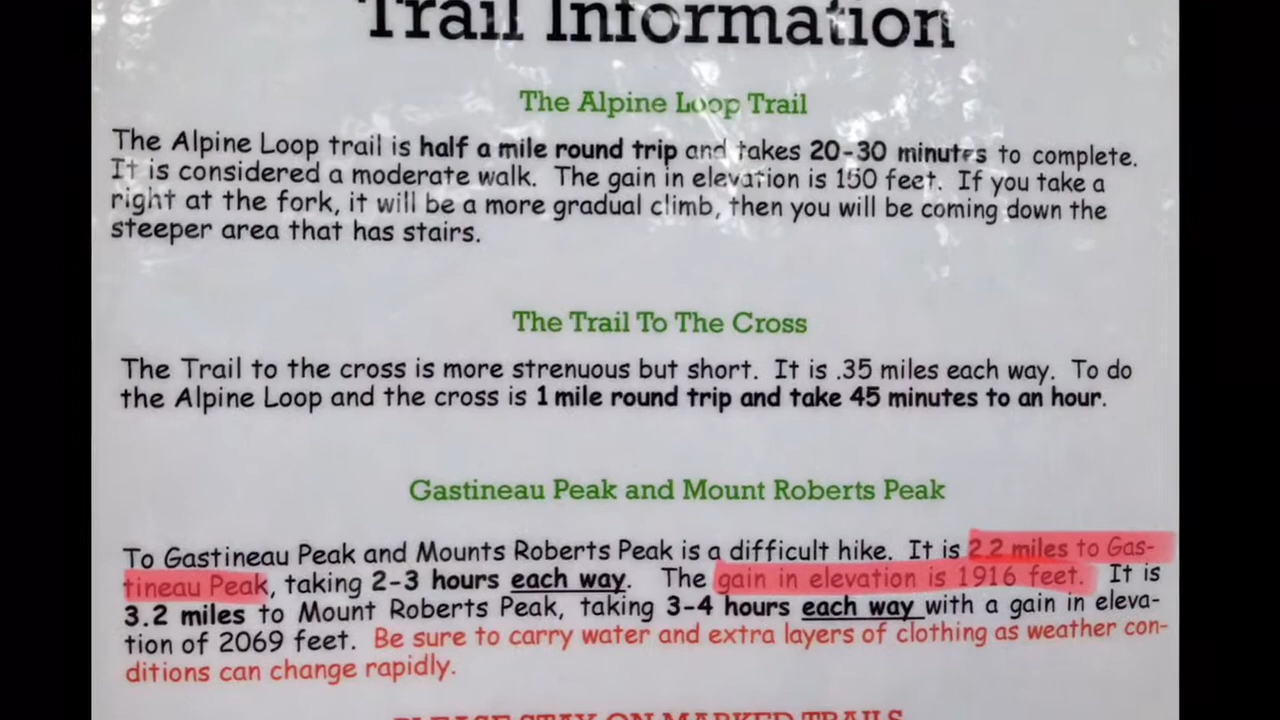 Trail Information
The Alpine Loop Trail
The Alpine Loop trail is half a mile round trip and takes 20-30 minutes to complete.
It is considered a moderate walk. The gain in elevation is 150 feet. If you take a
right at the fork, it will be a more gradual climb, then you will be coming down the
steeper area that has stairs.
The Trail To The Cross
The Trail to the cross is more strenuous but short. It is .35 miles each way. To do
the Alpine Loop and the cross is 1 mile round trip and take 45 minutes to an hour.
Gastineau Peak and Mount Roberts Peak
To Gastineau Peak and Mounts Roberts Peak is a difficult hike. It is 2.2 miles to Gas-
tineau Peak, taking 2-3 hours each way. The gain in elevation is 1916 feet. It is
3.2 miles to Mount Roberts Peak, taking 3-4 hours each way with a gain in eleva-
tion of 2069 feet. Be sure to carry water and extra layers of clothing as weather con-
ditions can change rapidly.
PLEASE STAY ON MARKED TRAILS